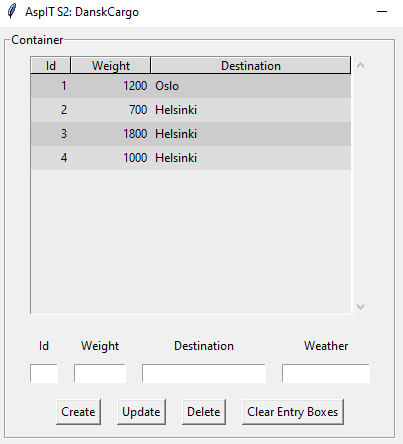 AspIT S2: DanskCargo
Container
Id Weight Destination
1 1200 Oslo
2 700 Helsinki
3 1800 Helsinki
4 1000 Helsinki
Id Weight Destination Weather
Create Update Delete Clear Entry Boxes